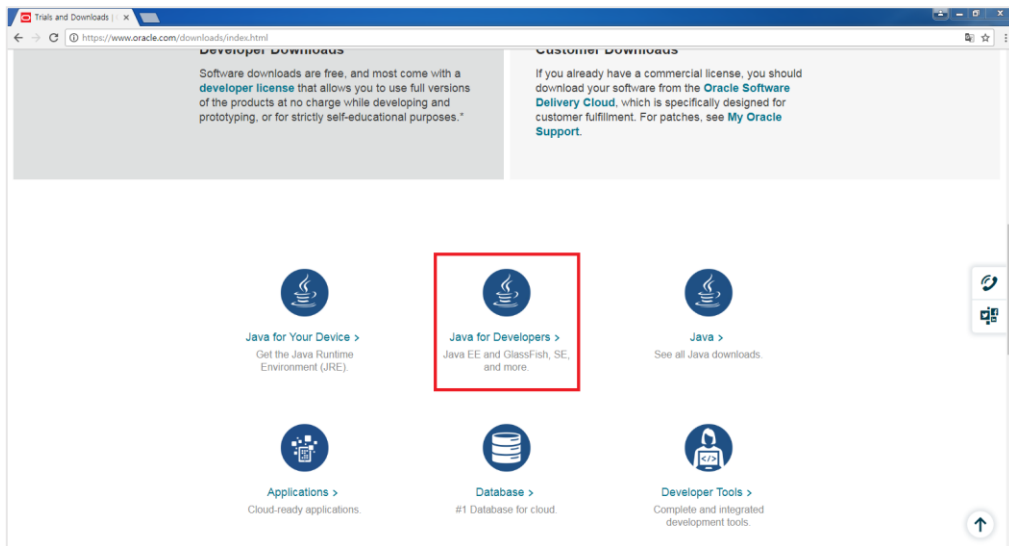 Trials and Downloads |
https://www.oracle.com/downloads/index.html
Developer Downloads
Customer Downloads
Software downloads are free, and most come with a
developer license that allows you to use full versions
of the products at no charge while developing and
prototyping, or for strictly self-educational purposes."
If you already have a commercial license, you should
download your software from the Oracle Software
Delivery Cloud, which is specifically designed for
customer fulfillment. For patches, see My Oracle
Support.
Java for Your Device >
Get the Java Runtime
Environment (JRE).
Java for Developers >
Java EE and GlassFish, SE,
and more.
Java >
See all Java downloads.
Applications >
Cloud-ready applications.
Database >
#1 Database for cloud.
Developer Tools >
Complete and integrated
development tools.